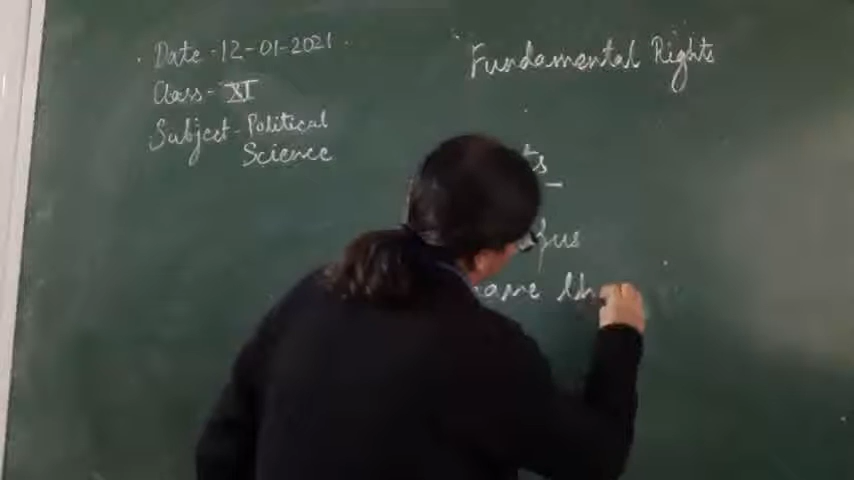 Date - 12-01-2021.
Class - XI
Subject - Political
Science
Fundamental Rights